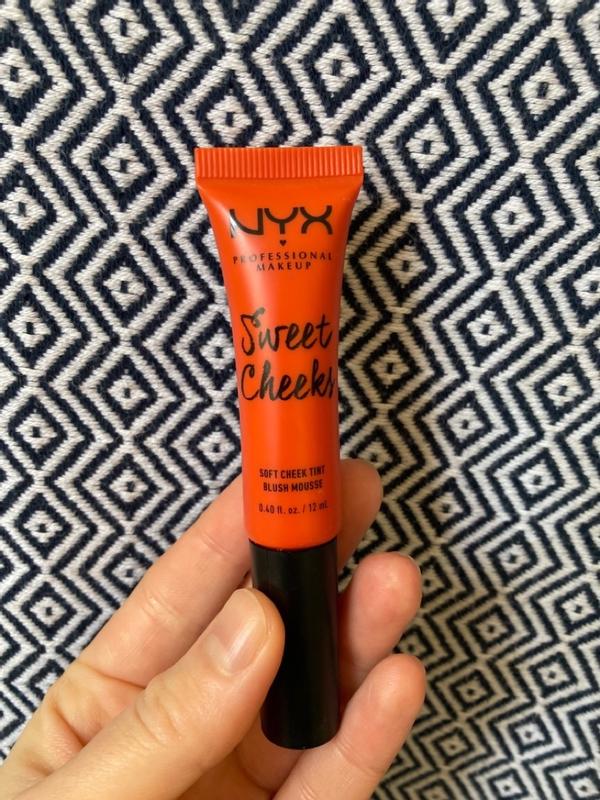 NYX
PROFESSIONAL
MAKEUP
Sweet
Cheeks
SOFT CHEEK TINT
BLUSH MOUSSE
0.40 fl. oz. / 12 mL